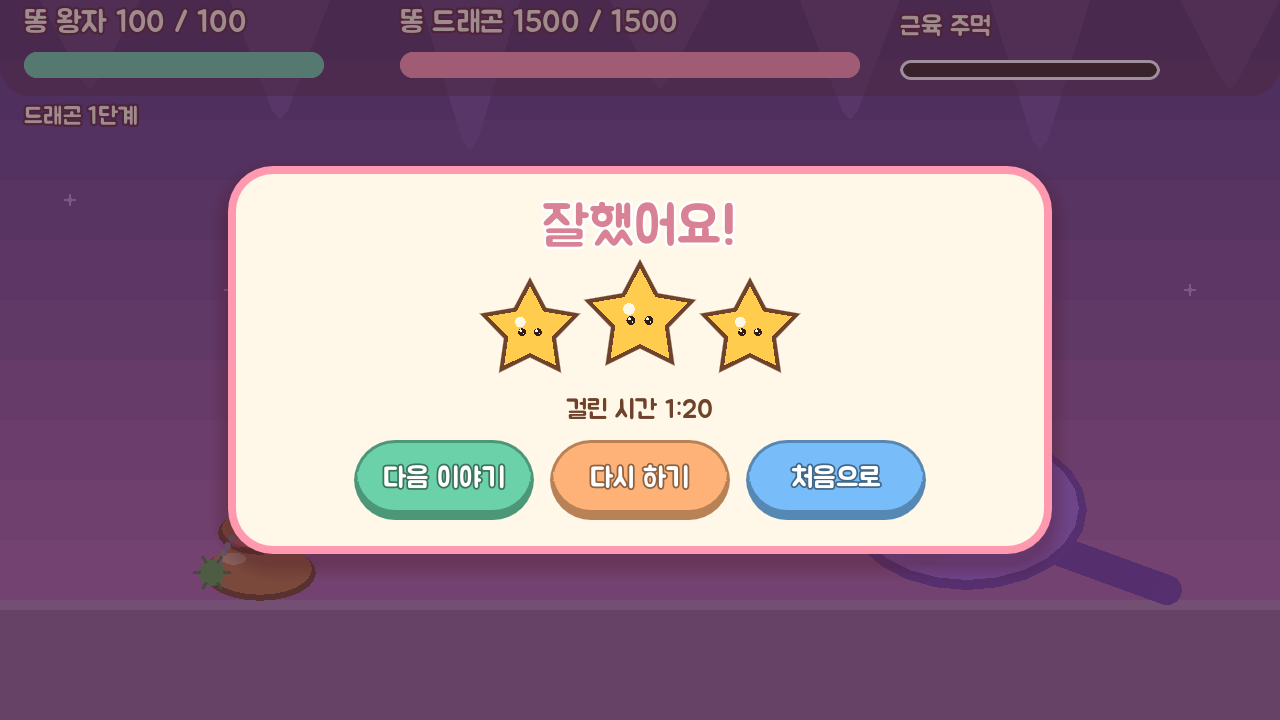 똥 왕자 100 / 100
똥 드래곤 1500 / 1500
근육 주먹
드래곤 1단계
잘했어요!
걸린 시간 1:20
다음 이야기
다시 하기
처음으로